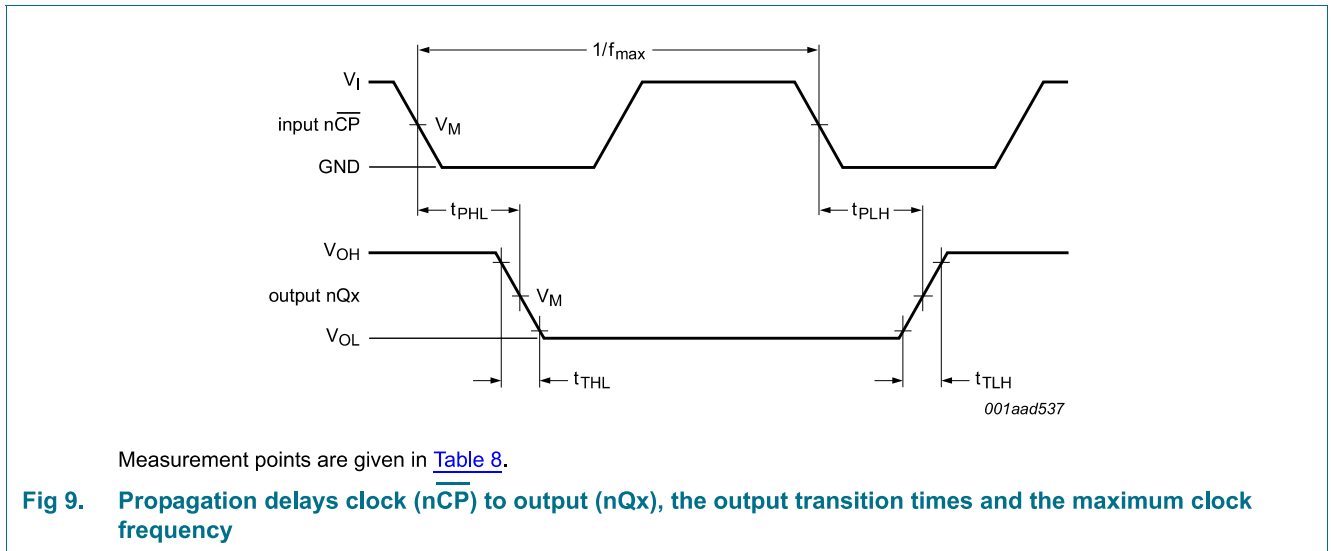 1/fmax
VI
input nC̅P̅
VM
GND
tPHL
tPLH
VOH
output nQx
VM
VOL
tTHL
tTLH
001aad537
Measurement points are given in Table 8.
Fig 9. Propagation delays clock (nC̅P̅) to output (nQx), the output transition times and the maximum clock
frequency